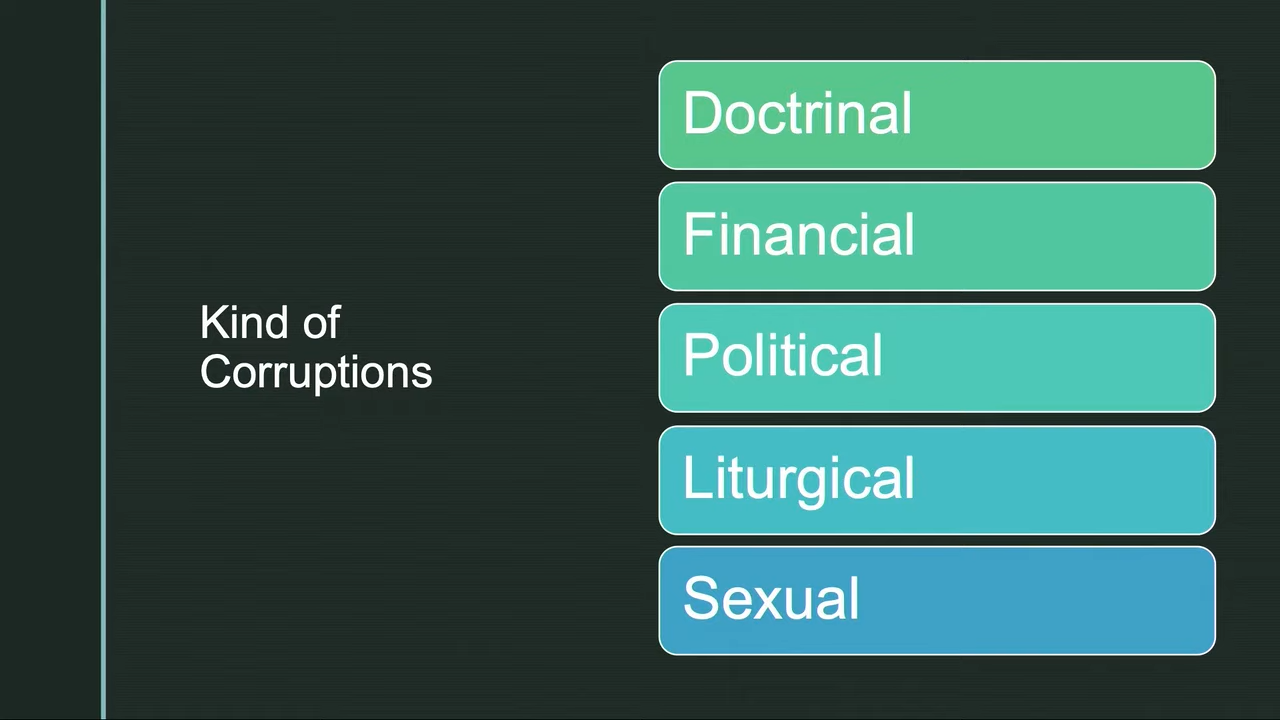 Kind of
Corruptions
Doctrinal
Financial
Political
Liturgical
Sexual